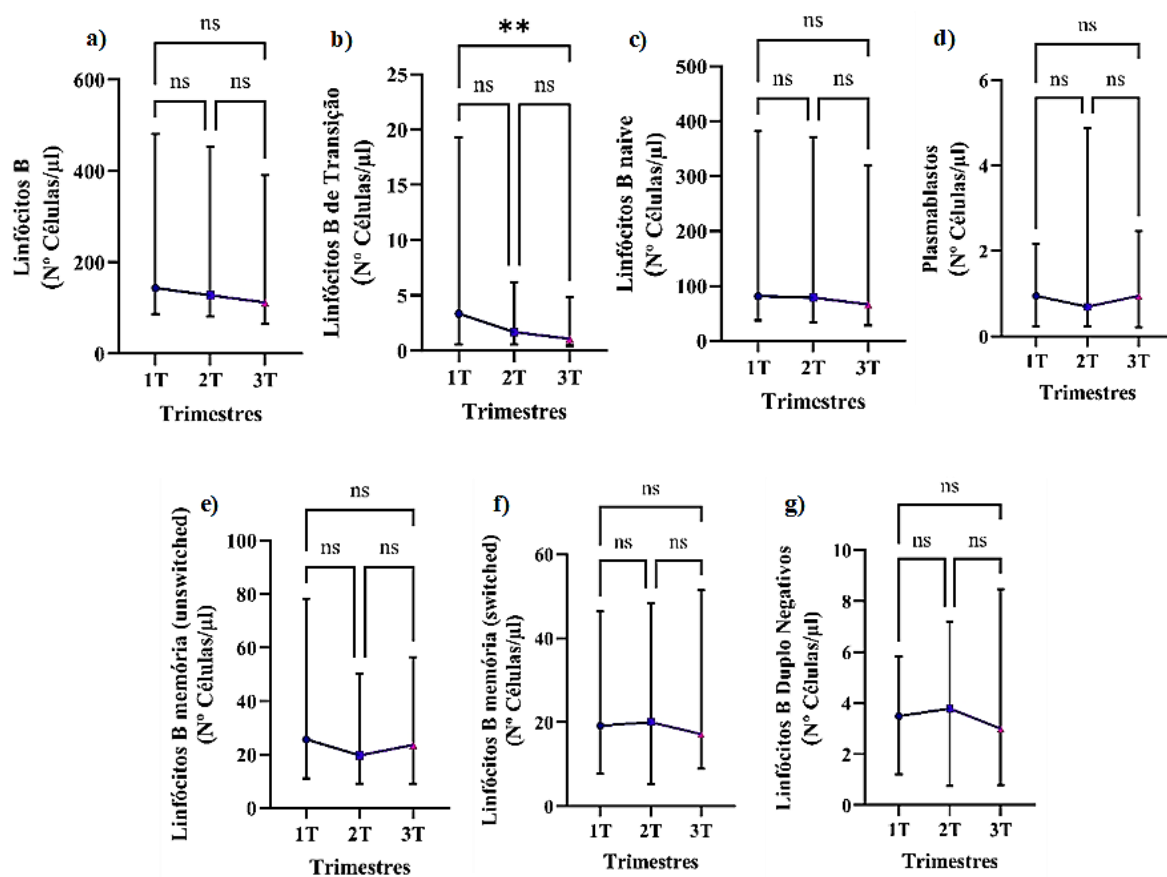 a)
ns
ns
ns
Linfócitos B
(Nº Células/µl)
600
400
200
0
1T 2T 3T
Trimestres
b)
**
ns
ns
Linfócitos B de Transição
(Nº Células/µl)
25
20
15
10
5
0
1T 2T 3T
Trimestres
c)
ns
ns
ns
Linfócitos B naive
(Nº Células/µl)
500
400
300
200
100
0
1T 2T 3T
Trimestres
d)
ns
ns
ns
Plasmablastos
(Nº Células/µl)
6
4
2
0
1T 2T 3T
Trimestres
e)
ns
ns
ns
Linfócitos B memória (unswitched)
(Nº Células/µl)
100
80
60
40
20
0
1T 2T 3T
Trimestres
f)
ns
ns
ns
Linfócitos B memória (switched)
(Nº Células/µl)
60
40
20
0
1T 2T 3T
Trimestres
g)
ns
ns
ns
Linfócitos B Duplo Negativos
(Nº Células/µl)
10
8
6
4
2
0
1T 2T 3T
Trimestres